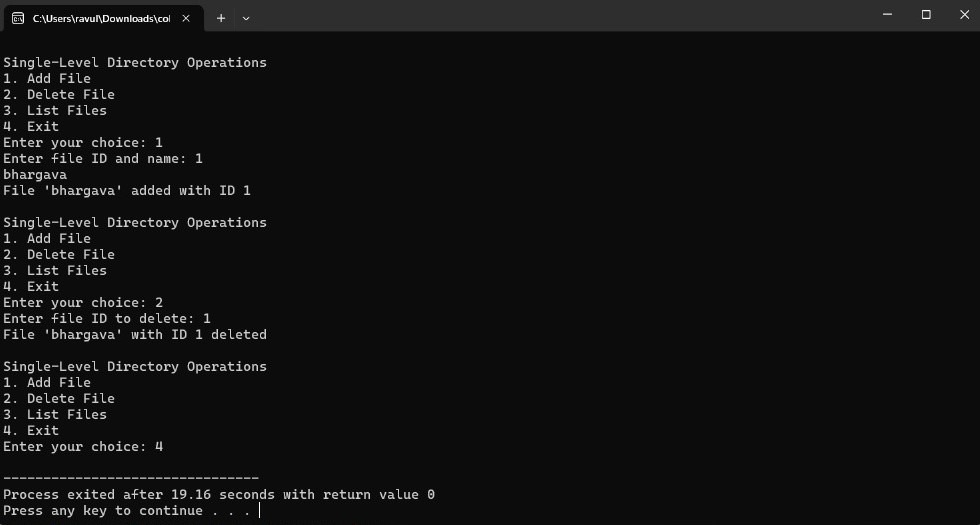 C:\Users\ravul\Downloads\col
Single-Level Directory Operations
1. Add File
2. Delete File
3. List Files
4. Exit
Enter your choice: 1
Enter file ID and name: 1
bhargava
File 'bhargava' added with ID 1
Single-Level Directory Operations
1. Add File
2. Delete File
3. List Files
4. Exit
Enter your choice: 2
Enter file ID to delete: 1
File 'bhargava' with ID 1 deleted
Single-Level Directory Operations
1. Add File
2. Delete File
3. List Files
4. Exit
Enter your choice: 4
--------------------------------
Process exited after 19.16 seconds with return value 0
Press any key to continue . . .